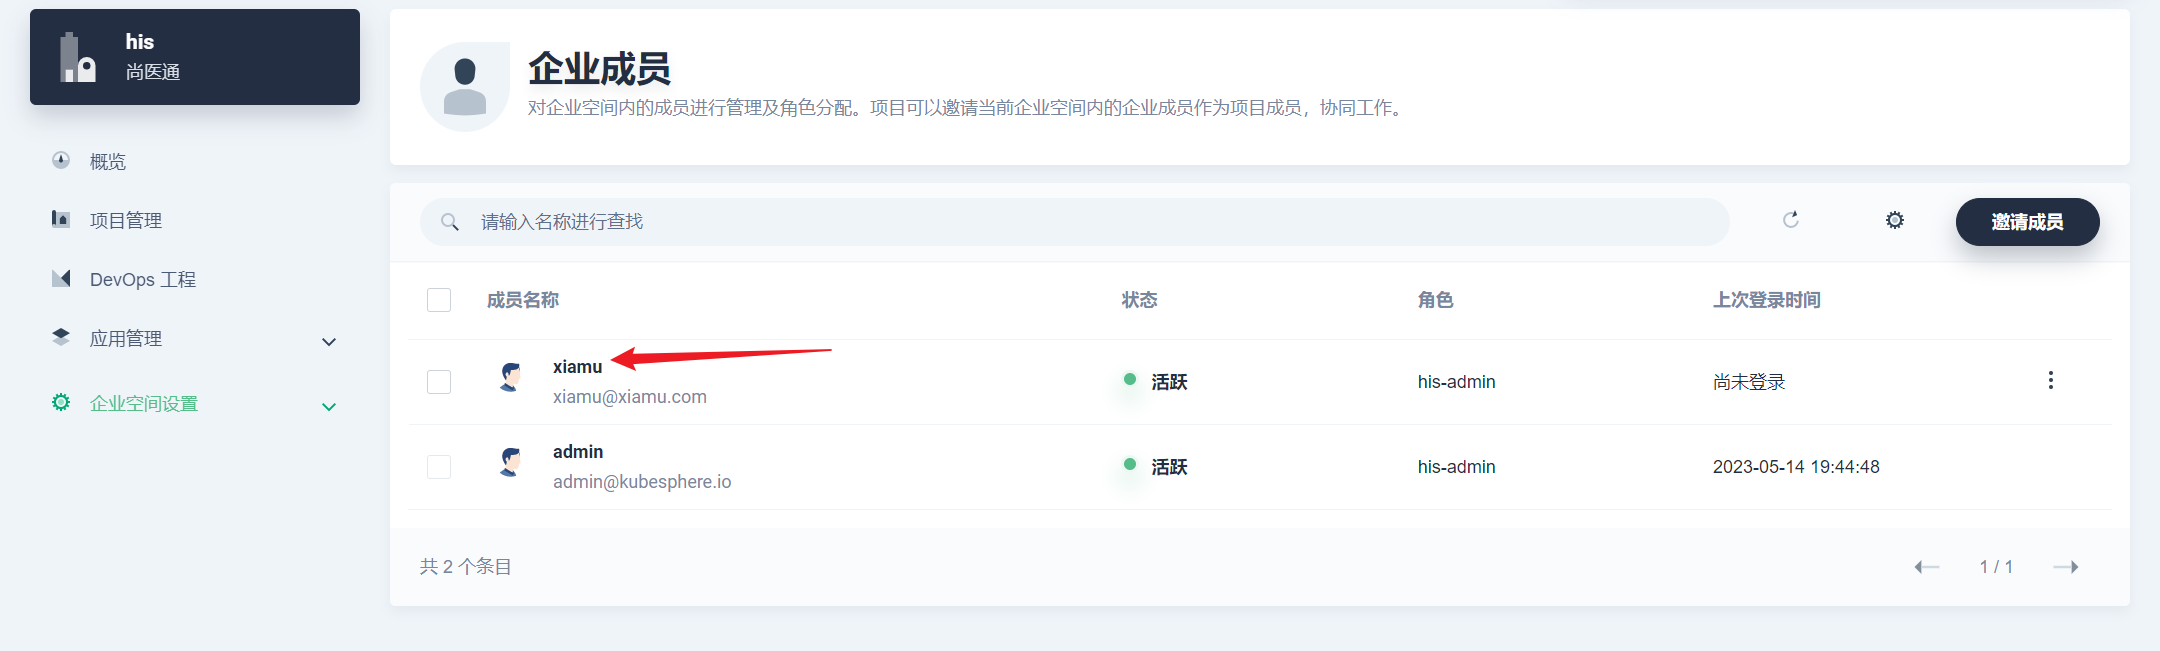 his
尚医通
概览
项目管理
DevOps 工程
应用管理
企业空间设置
企业成员
对企业空间内的成员进行管理及角色分配。项目可以邀请当前企业空间内的企业成员作为项目成员，协同工作。
请输入名称进行查找
邀请成员
成员名称 状态 角色 上次登录时间
xiamu
xiamu@xiamu.com
活跃 his-admin 尚未登录
admin
admin@kubesphere.io
活跃 his-admin 2023-05-14 19:44:48
共 2 个条目
1 / 1